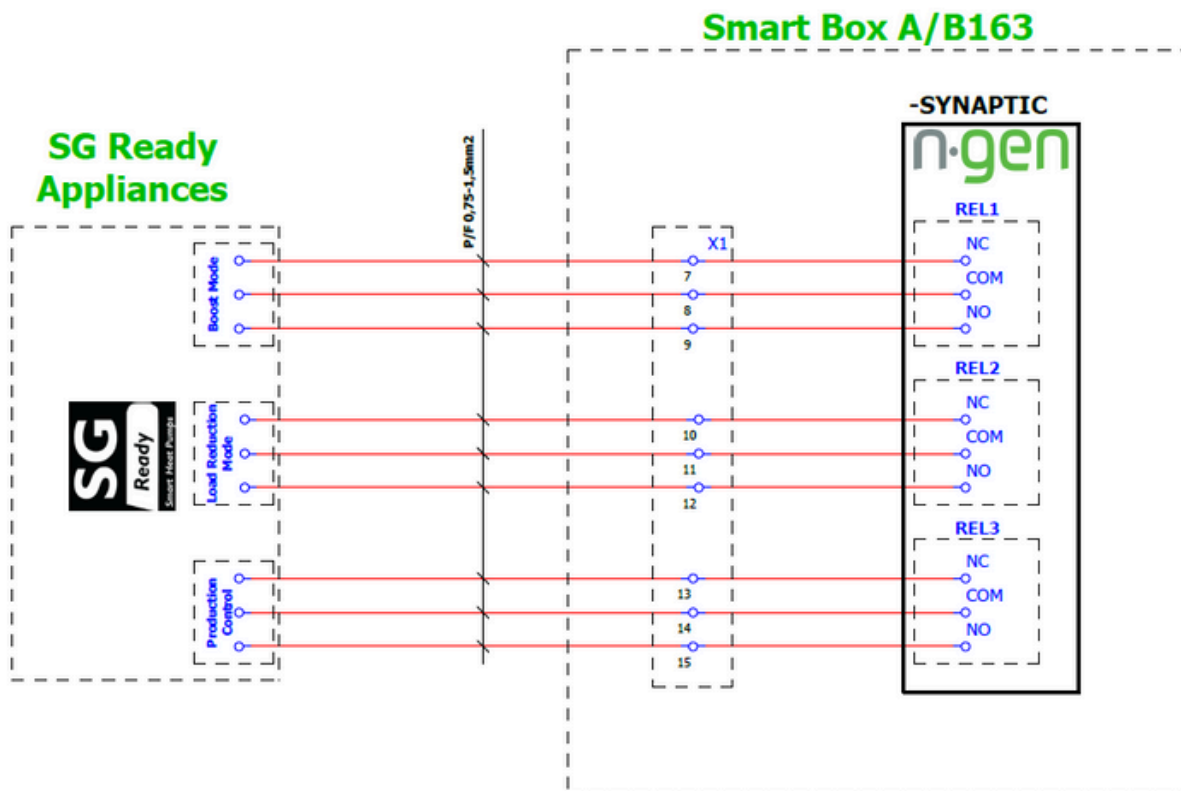 Smart Box A/B163
-SYNAPTIC
n·gen
SG Ready
Appliances
P/F 0,75-1,5mm2
X1
REL1
NC
COM
NO
Boost Mode
7
8
9
REL2
NC
COM
NO
SG
Ready
Smart Heat Pumps
Load Reduction
Mode
10
11
12
REL3
NC
COM
NO
Production
Control
13
14
15